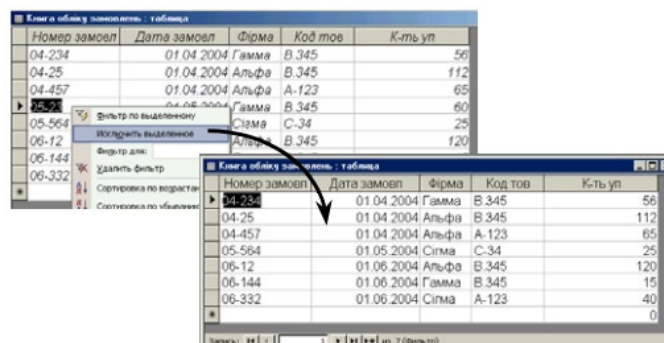 Книга обліку замовлень : таблица
Номер замовл Дата замовл Фірма Код тов К-ть уп
04-234 01.04.2004 Гамма В.345 56
04-25 01.04.2004 Альфа В.345 112
04-457 01.04.2004 Альфа А-123 65
05-23 04.05.2004 Гамма В.345 60
05-564 Сігма С-34 25
06-12 Альфа В.345 120
06-144
06-332
Фильтр по выделенному
Исключить выделенное
Фильтр для:
Удалить фильтр
Сортировка по возрастан
Сортировка по убыванию
Книга обліку замовлень : таблица
Номер замовл Дата замовл Фірма Код тов К-ть уп
04-234 01.04.2004 Гамма В.345 56
04-25 01.04.2004 Альфа В.345 112
04-457 01.04.2004 Альфа А-123 65
05-564 01.05.2004 Сігма С-34 25
06-12 01.06.2004 Альфа В.345 120
06-144 01.06.2004 Гамма В.345 15
06-332 01.06.2004 Сігма А-123 40
0
Запись: 1 из 7 (Фильтр)